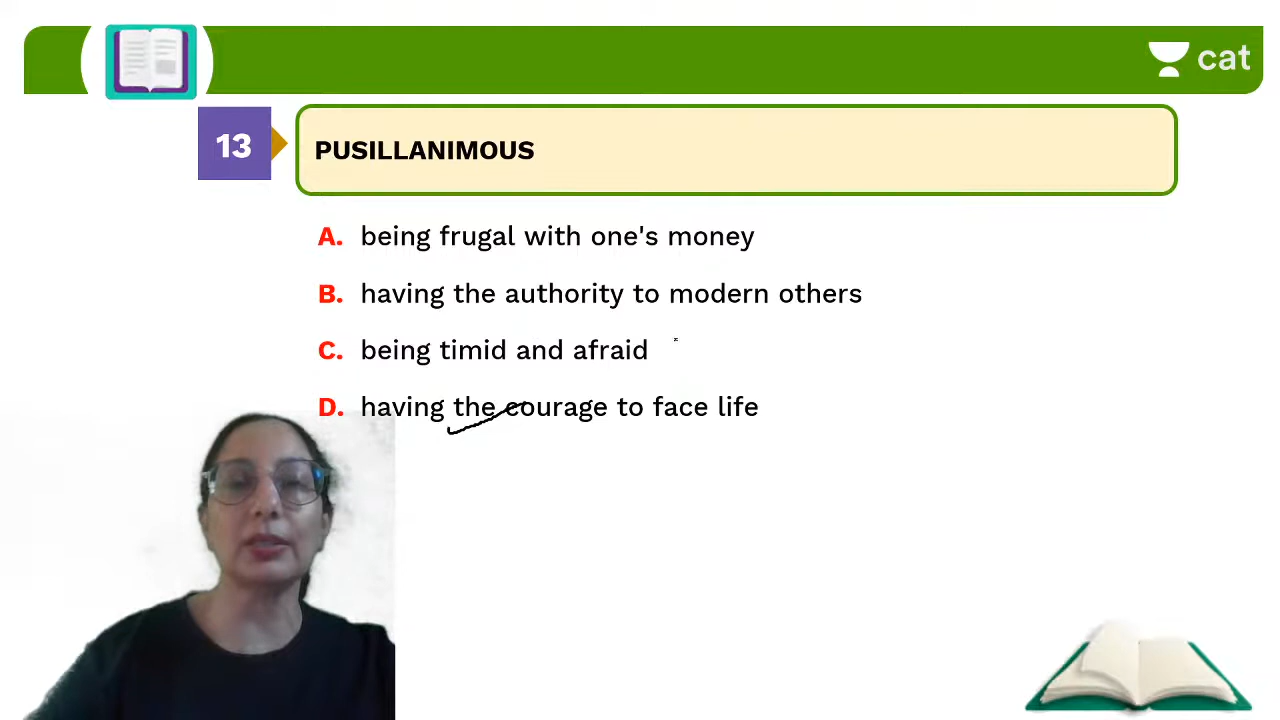 cat
13
PUSILLANIMOUS
A. being frugal with one's money
B. having the authority to modern others
C. being timid and afraid
D. having the courage to face life